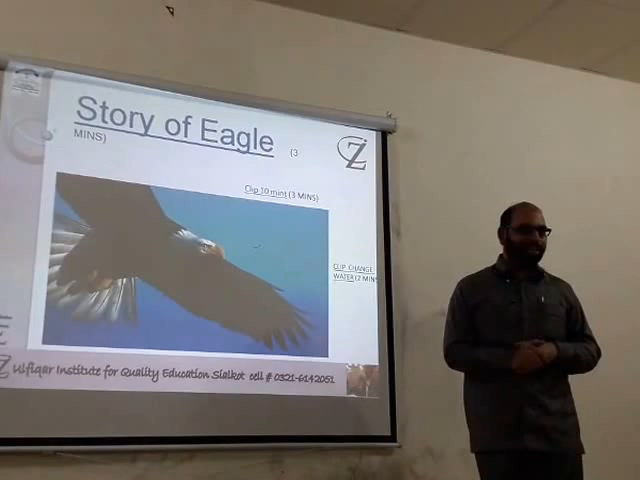 Story of Eagle (3
MINS)
Clip 10 mint (3 MINS)
CLIP CHANGE
WATER (2 MINS
ulfiqar Institute for Quality Education Sialkot cell # 0321-6142051